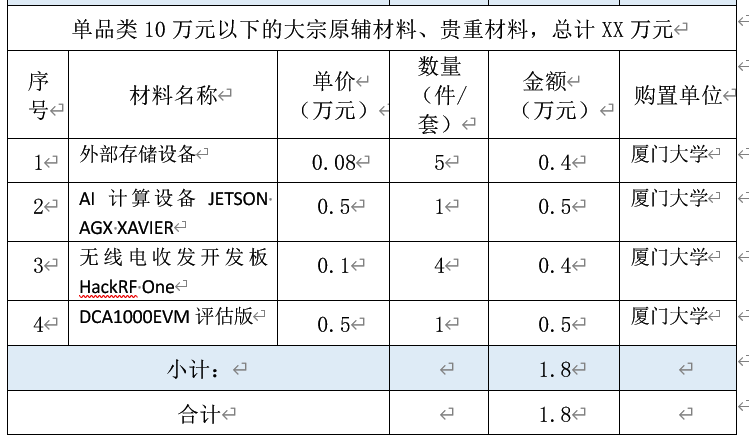 单品类 10 万元以下的大宗原辅材料、贵重材料，总计 XX 万元
序号 材料名称 单价（万元） 数量（件/套） 金额（万元） 购置单位
1 外部存储设备 0.08 5 0.4 厦门大学
2 AI 计算设备 JETSON AGX XAVIER 0.5 1 0.5 厦门大学
3 无线电收发开发板 HackRF One 0.1 4 0.4 厦门大学
4 DCA1000EVM 评估版 0.5 1 0.5 厦门大学
小计： 1.8
合计 1.8